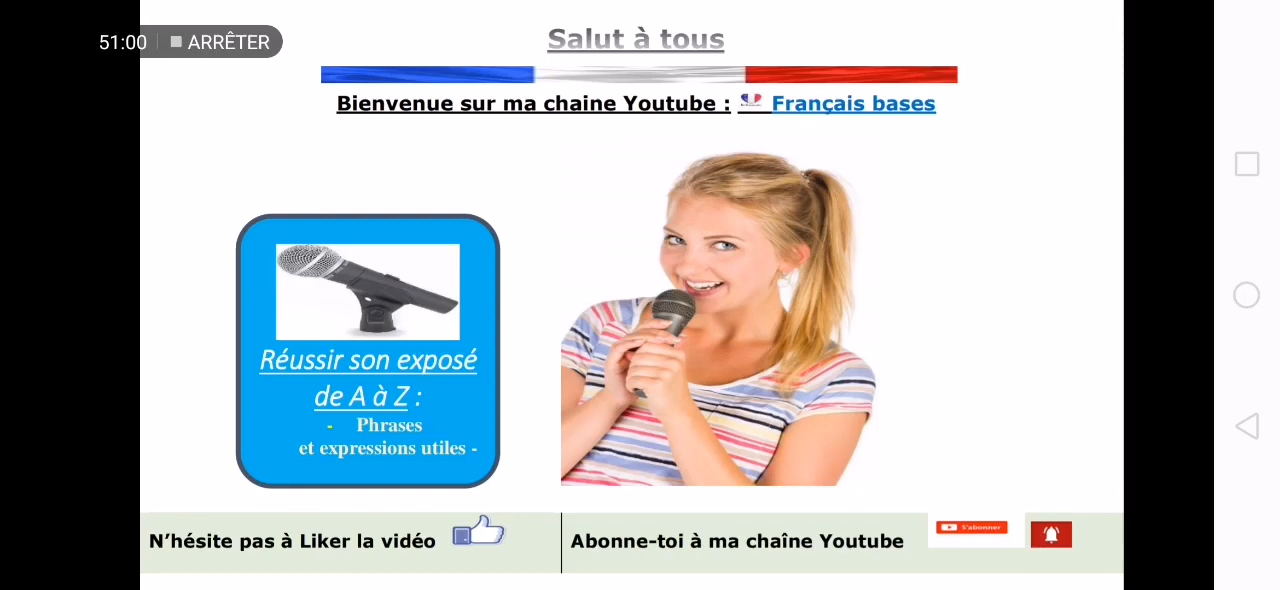 51:00 ARRÊTER
Salut à tous
Bienvenue sur ma chaine Youtube : Français bases
Réussir son exposé
de A à Z :
- Phrases
et expressions utiles -
N’hésite pas à Liker la vidéo
Abonne-toi à ma chaîne Youtube
S'abonner